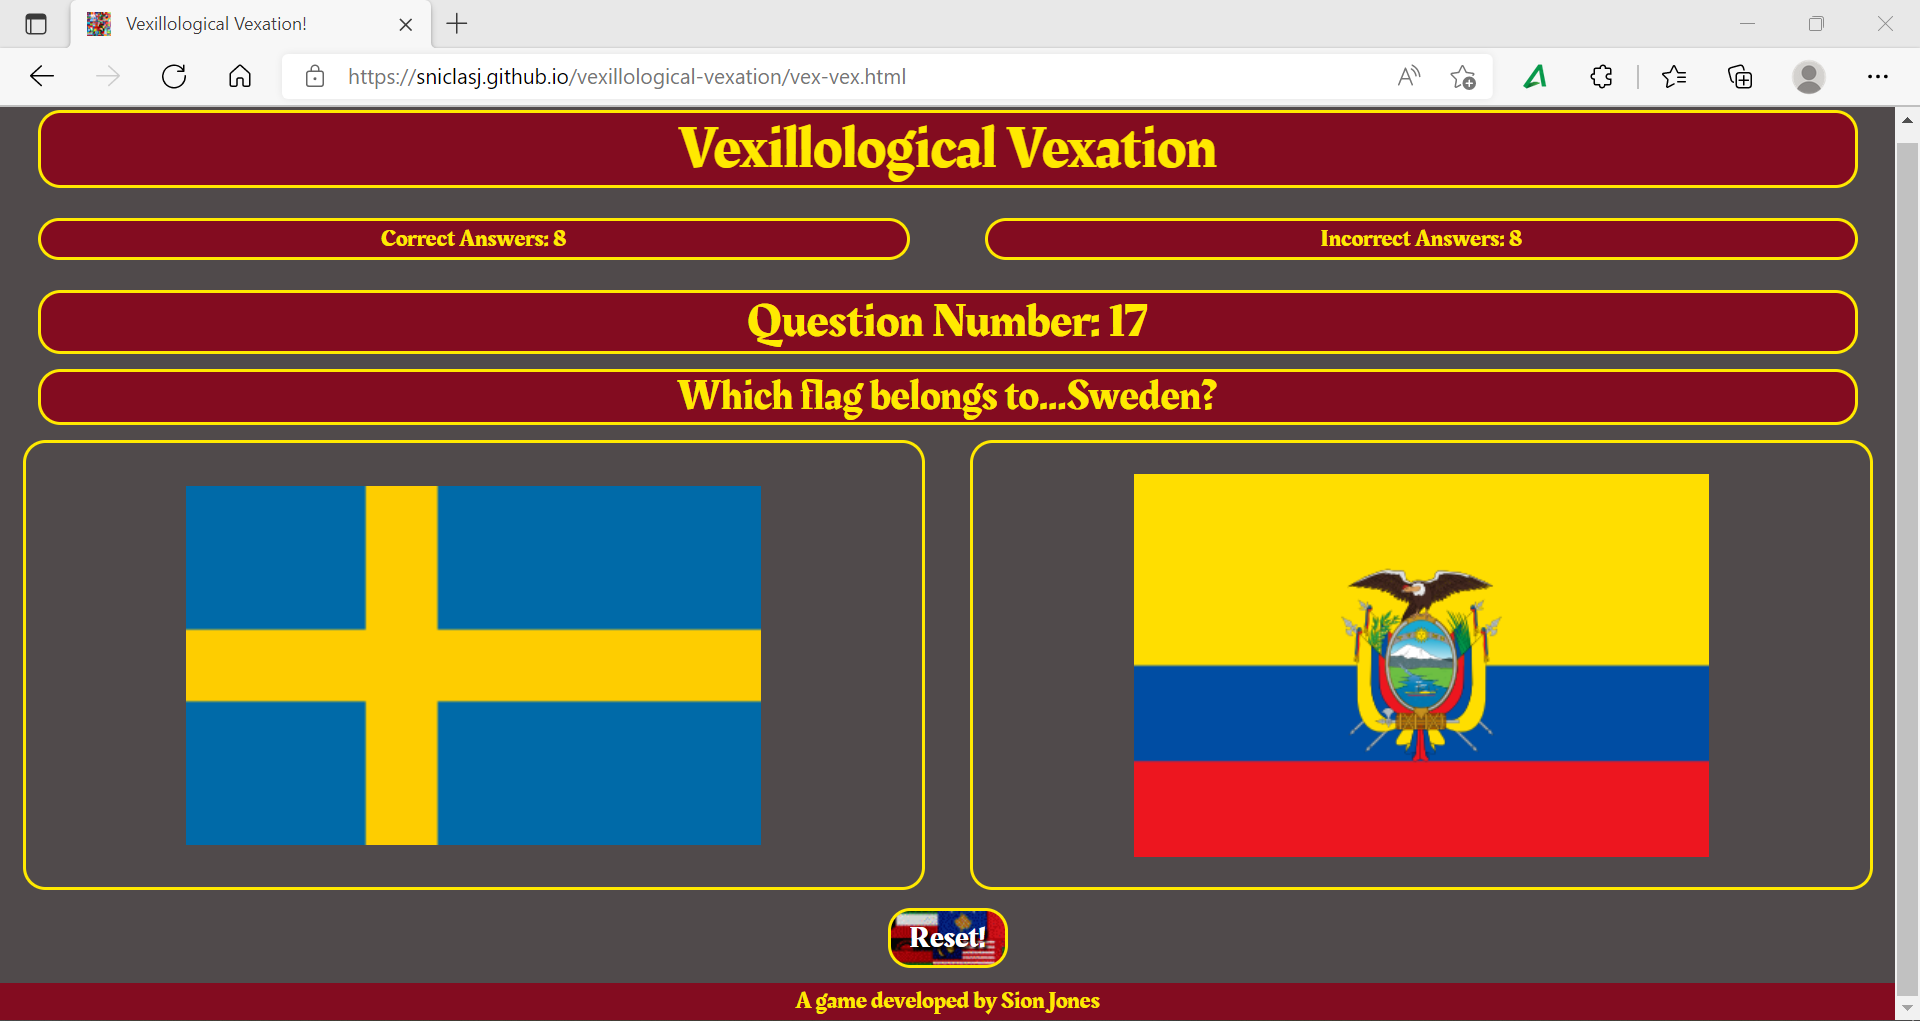 Vexillological Vexation!
https://sniclasj.github.io/vexillological-vexation/vex-vex.html
Vexillological Vexation
Correct Answers: 8
Incorrect Answers: 8
Question Number: 17
Which flag belongs to...Sweden?
Reset!
A game developed by Sion Jones